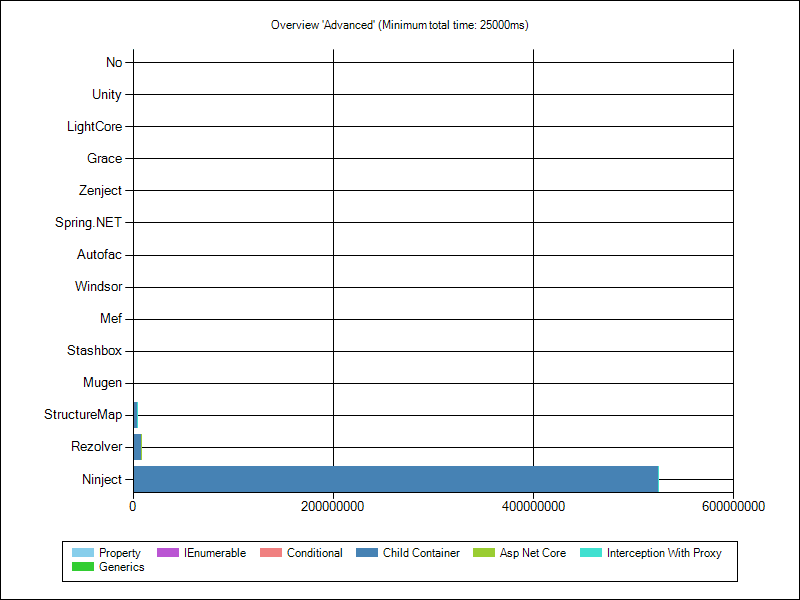 Overview 'Advanced' (Minimum total time: 25000ms)
No
Unity
LightCore
Grace
Zenject
Spring.NET
Autofac
Windsor
Mef
Stashbox
Mugen
StructureMap
Rezolver
Ninject
0 200000000 400000000 600000000
Property IEnumerable Conditional Child Container Asp Net Core Interception With Proxy
Generics